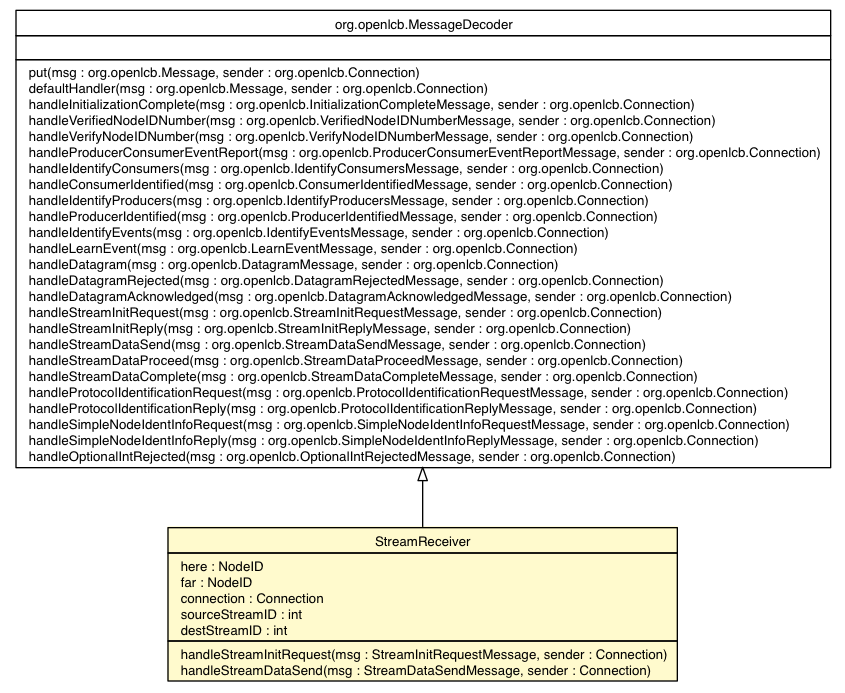 org.openlcb.MessageDecoder
put(msg : org.openlcb.Message, sender : org.openlcb.Connection)
defaultHandler(msg : org.openlcb.Message, sender : org.openlcb.Connection)
handleInitializationComplete(msg : org.openlcb.InitializationCompleteMessage, sender : org.openlcb.Connection)
handleVerifiedNodeIDNumber(msg : org.openlcb.VerifiedNodeIDNumberMessage, sender : org.openlcb.Connection)
handleVerifyNodeIDNumber(msg : org.openlcb.VerifyNodeIDNumberMessage, sender : org.openlcb.Connection)
handleProducerConsumerEventReport(msg : org.openlcb.ProducerConsumerEventReportMessage, sender : org.openlcb.Connection)
handleIdentifyConsumers(msg : org.openlcb.IdentifyConsumersMessage, sender : org.openlcb.Connection)
handleConsumerIdentified(msg : org.openlcb.ConsumerIdentifiedMessage, sender : org.openlcb.Connection)
handleIdentifyProducers(msg : org.openlcb.IdentifyProducersMessage, sender : org.openlcb.Connection)
handleProducerIdentified(msg : org.openlcb.ProducerIdentifiedMessage, sender : org.openlcb.Connection)
handleIdentifyEvents(msg : org.openlcb.IdentifyEventsMessage, sender : org.openlcb.Connection)
handleLearnEvent(msg : org.openlcb.LearnEventMessage, sender : org.openlcb.Connection)
handleDatagram(msg : org.openlcb.DatagramMessage, sender : org.openlcb.Connection)
handleDatagramRejected(msg : org.openlcb.DatagramRejectedMessage, sender : org.openlcb.Connection)
handleDatagramAcknowledged(msg : org.openlcb.DatagramAcknowledgedMessage, sender : org.openlcb.Connection)
handleStreamInitRequest(msg : org.openlcb.StreamInitRequestMessage, sender : org.openlcb.Connection)
handleStreamInitReply(msg : org.openlcb.StreamInitReplyMessage, sender : org.openlcb.Connection)
handleStreamDataSend(msg : org.openlcb.StreamDataSendMessage, sender : org.openlcb.Connection)
handleStreamDataProceed(msg : org.openlcb.StreamDataProceedMessage, sender : org.openlcb.Connection)
handleStreamDataComplete(msg : org.openlcb.StreamDataCompleteMessage, sender : org.openlcb.Connection)
handleProtocolIdentificationRequest(msg : org.openlcb.ProtocolIdentificationRequestMessage, sender : org.openlcb.Connection)
handleProtocolIdentificationReply(msg : org.openlcb.ProtocolIdentificationReplyMessage, sender : org.openlcb.Connection)
handleSimpleNodeIdentInfoRequest(msg : org.openlcb.SimpleNodeIdentInfoRequestMessage, sender : org.openlcb.Connection)
handleSimpleNodeIdentInfoReply(msg : org.openlcb.SimpleNodeIdentInfoReplyMessage, sender : org.openlcb.Connection)
handleOptionalIntRejected(msg : org.openlcb.OptionalIntRejectedMessage, sender : org.openlcb.Connection)
StreamReceiver
here : NodeID
far : NodeID
connection : Connection
sourceStreamID : int
destStreamID : int
handleStreamInitRequest(msg : StreamInitRequestMessage, sender : Connection)
handleStreamDataSend(msg : StreamDataSendMessage, sender : Connection)